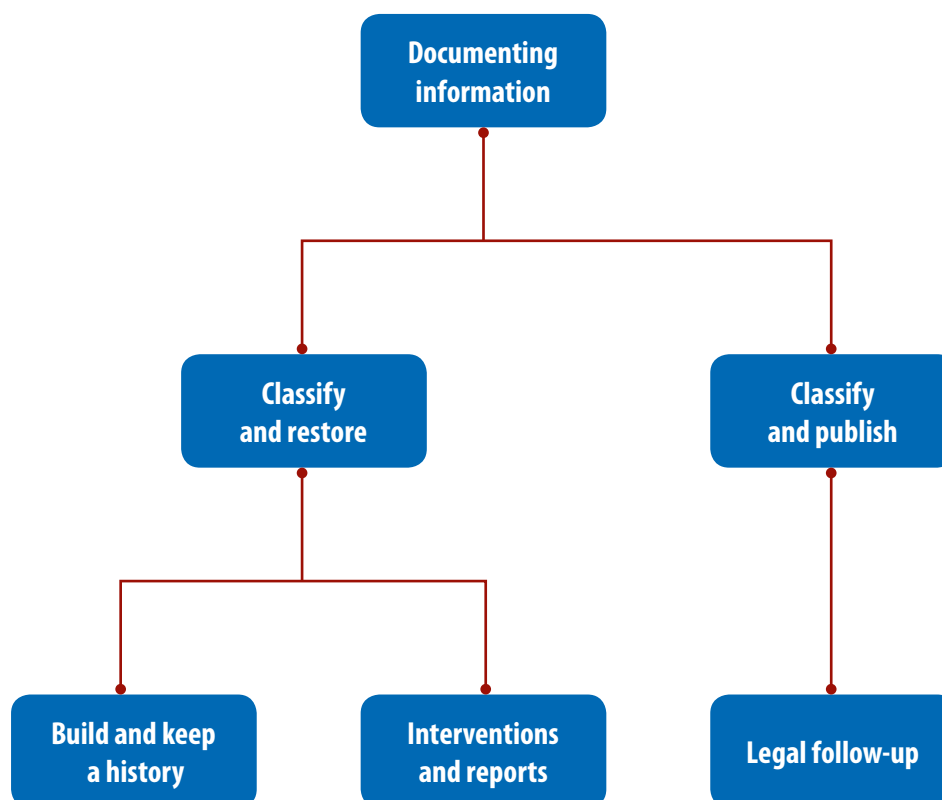 Documenting
information
Classify
and restore
Classify
and publish
Build and keep
a history
Interventions
and reports
Legal follow-up